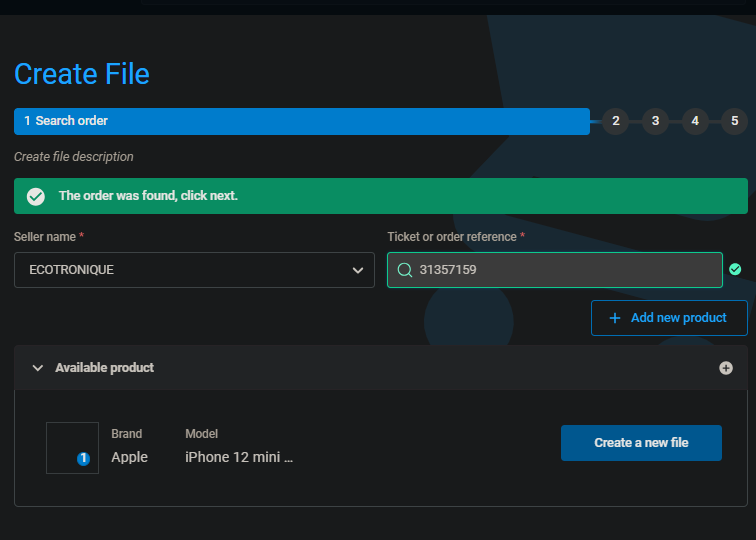 Create File
1 Search order
2
3
4
5
Create file description
The order was found, click next.
Seller name *
Ticket or order reference *
ECOTRONIQUE
31357159
+ Add new product
Available product
Brand
Model
1
Apple
iPhone 12 mini ...
Create a new file